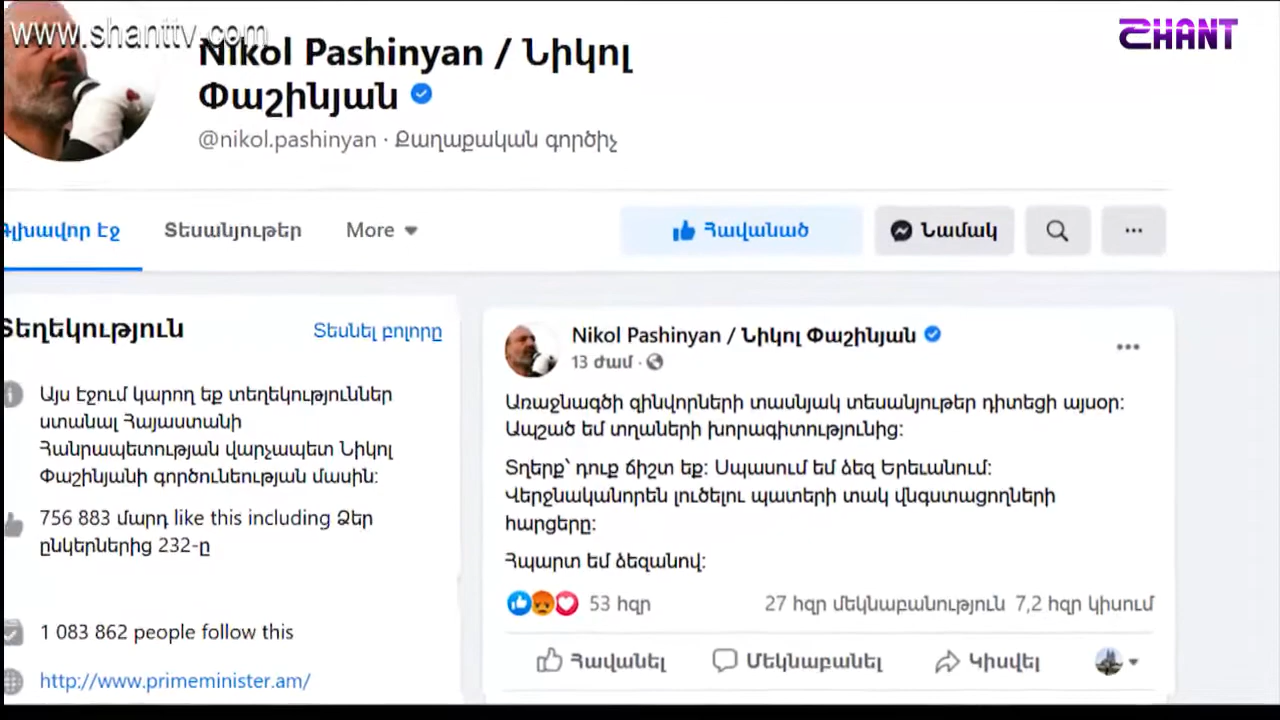 www.shanttv.com
SHANT
Nikol Pashinyan / Նիկոլ
Փաշինյան
@nikol.pashinyan · Քաղաքական գործիչ
Գլխավոր էջ
Տեսանյութեր
More
Հավանած
Նամակ
Տեղեկություն
Տեսնել բոլորը
Այս էջում կարող եք տեղեկություններ
ստանալ Հայաստանի
Հանրապետության վարչապետ Նիկոլ
Փաշինյանի գործունեության մասին:
756 883 մարդ like this including Ձեր
ընկերներից 232-ը
1 083 862 people follow this
http://www.primeminister.am/
Nikol Pashinyan / Նիկոլ Փաշինյան
13 ժամ ·
Առաջնագծի զինվորների տասնյակ տեսանյութեր դիտեցի այսօր:
Ապշած եմ տղաների խորագիտությունից:
Տղերք՝ դուք ճիշտ եք: Սպասում եմ ձեզ Երեւանում:
Վերջնականորեն լուծելու պատերի տակ վնգստացողների
հարցերը:
Հպարտ եմ ձեզանով:
53 հզր
27 հզր մեկնաբանություն 7,2 հզր կիսում
Հավանել
Մեկնաբանել
Կիսվել